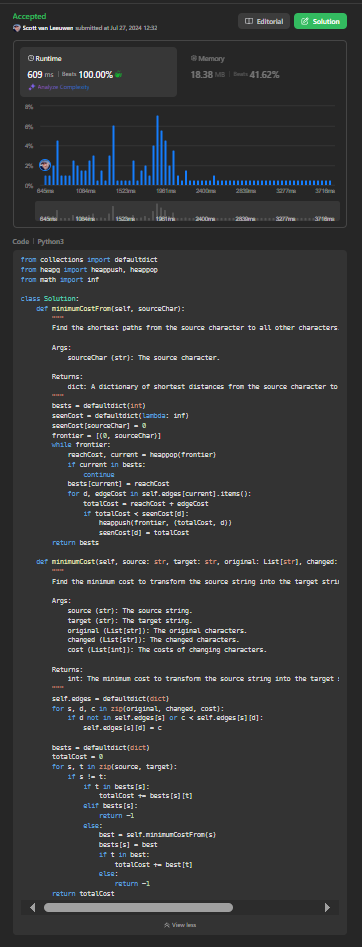 Accepted
Scott van Leeuwen submitted at Jul 27, 2024 12:32
Editorial
Solution
Runtime
609 ms | Beats 100.00%
Analyze Complexity
Memory
18.38 MB | Beats 41.62%
8%
6%
4%
2%
0%
645ms 1084ms 1523ms 1961ms 2400ms 2839ms 3277ms 3716ms
645ms 1084ms 1523ms 1961ms 2400ms 2839ms 3277ms 3716ms
Code | Python3
from collections import defaultdict
from heapq import heappush, heappop
from math import inf

class Solution:
    def minimumCostFrom(self, sourceChar):
        """
        Find the shortest paths from the source character to all other characters

        Args:
            sourceChar (str): The source character.

        Returns:
            dict: A dictionary of shortest distances from the source character to
        """
        bests = defaultdict(int)
        seenCost = defaultdict(lambda: inf)
        seenCost[sourceChar] = 0
        frontier = [(0, sourceChar)]
        while frontier:
            reachCost, current = heappop(frontier)
            if current in bests:
                continue
            bests[current] = reachCost
            for d, edgeCost in self.edges[current].items():
                totalCost = reachCost + edgeCost
                if totalCost < seenCost[d]:
                    heappush(frontier, (totalCost, d))
                    seenCost[d] = totalCost
        return bests

    def minimumCost(self, source: str, target: str, original: List[str], changed:
        """
        Find the minimum cost to transform the source string into the target stri

        Args:
            source (str): The source string.
            target (str): The target string.
            original (List[str]): The original characters.
            changed (List[str]): The changed characters.
            cost (List[int]): The costs of changing characters.

        Returns:
            int: The minimum cost to transform the source string into the target s
        """
        self.edges = defaultdict(dict)
        for s, d, c in zip(original, changed, cost):
            if d not in self.edges[s] or c < self.edges[s][d]:
                self.edges[s][d] = c

        bests = defaultdict(dict)
        totalCost = 0
        for s, t in zip(source, target):
            if s != t:
                if t in bests[s]:
                    totalCost += bests[s][t]
                elif bests[s]:
                    return -1
                else:
                    best = self.minimumCostFrom(s)
                    bests[s] = best
                    if t in best:
                        totalCost += best[t]
                    else:
                        return -1
        return totalCost
View less